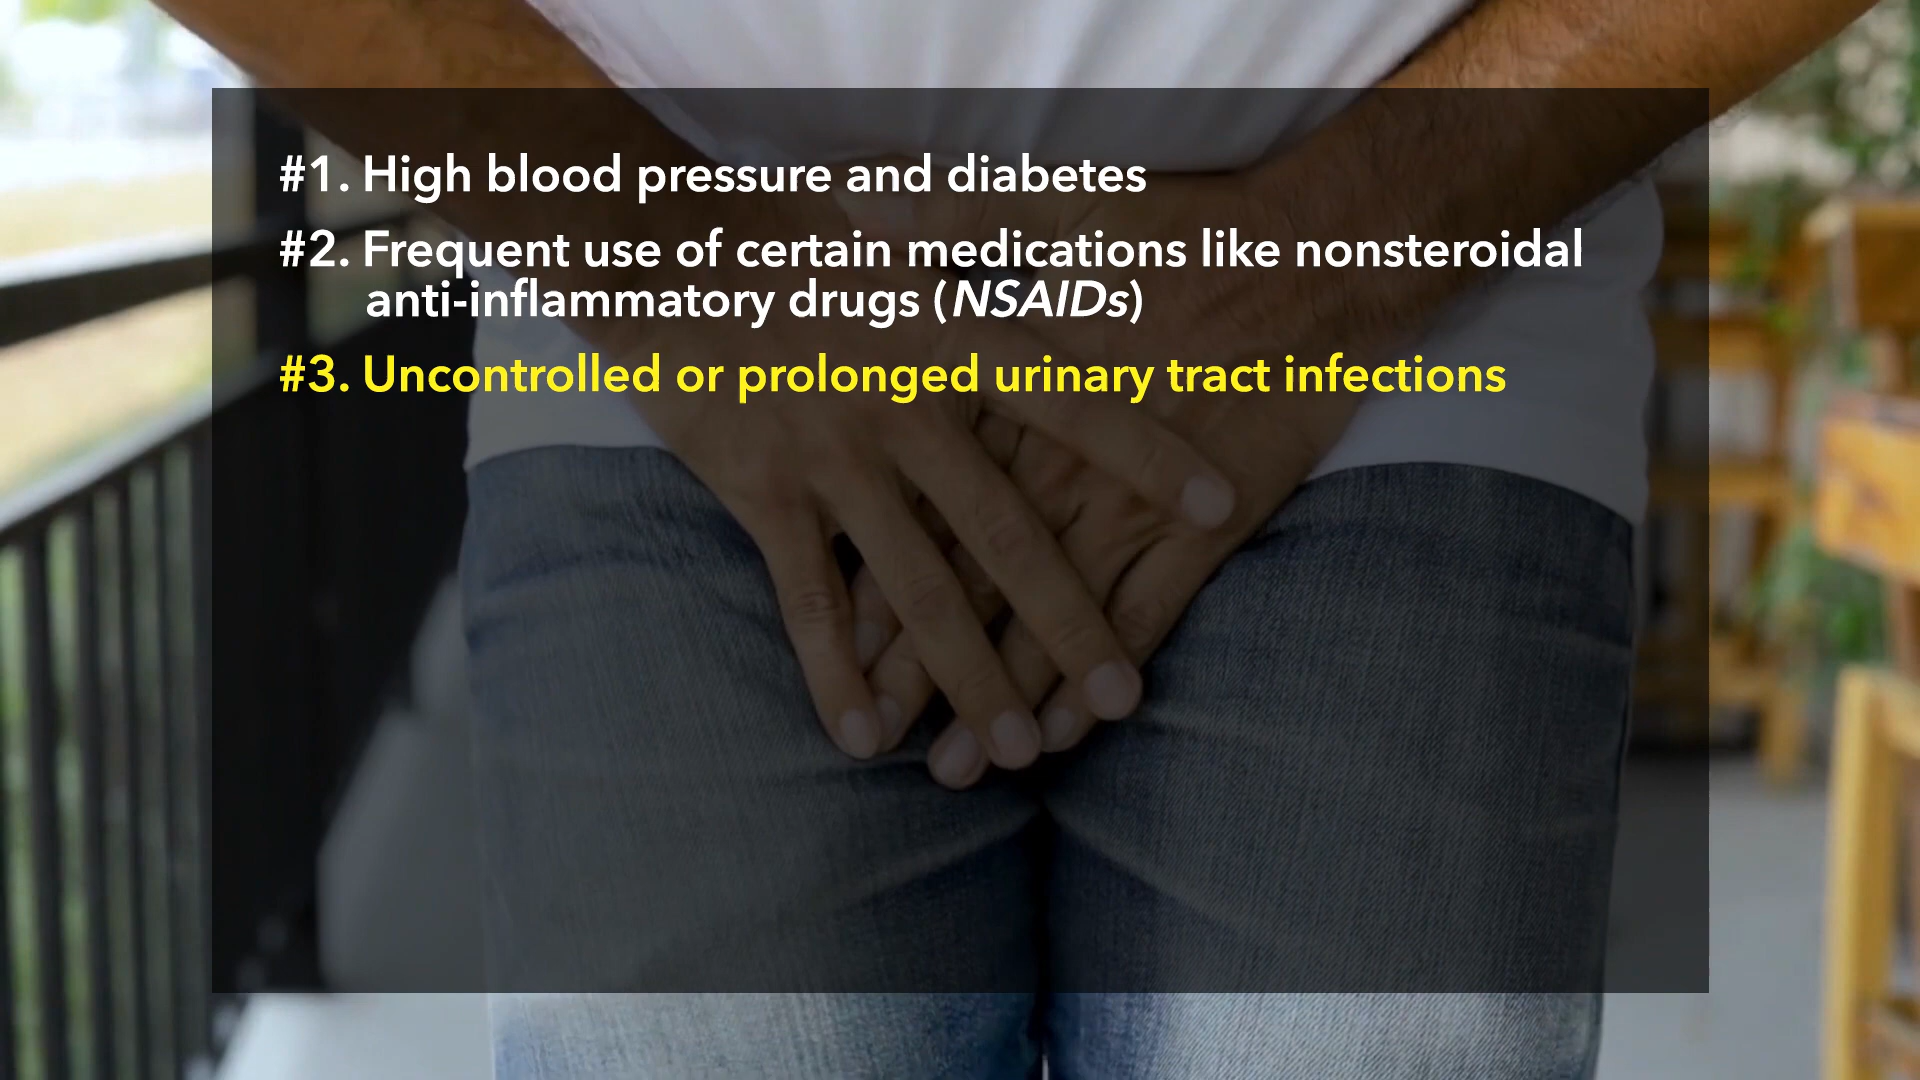 #1. High blood pressure and diabetes
#2. Frequent use of certain medications like nonsteroidal
anti-inflammatory drugs (NSAIDs)
#3. Uncontrolled or prolonged urinary tract infections